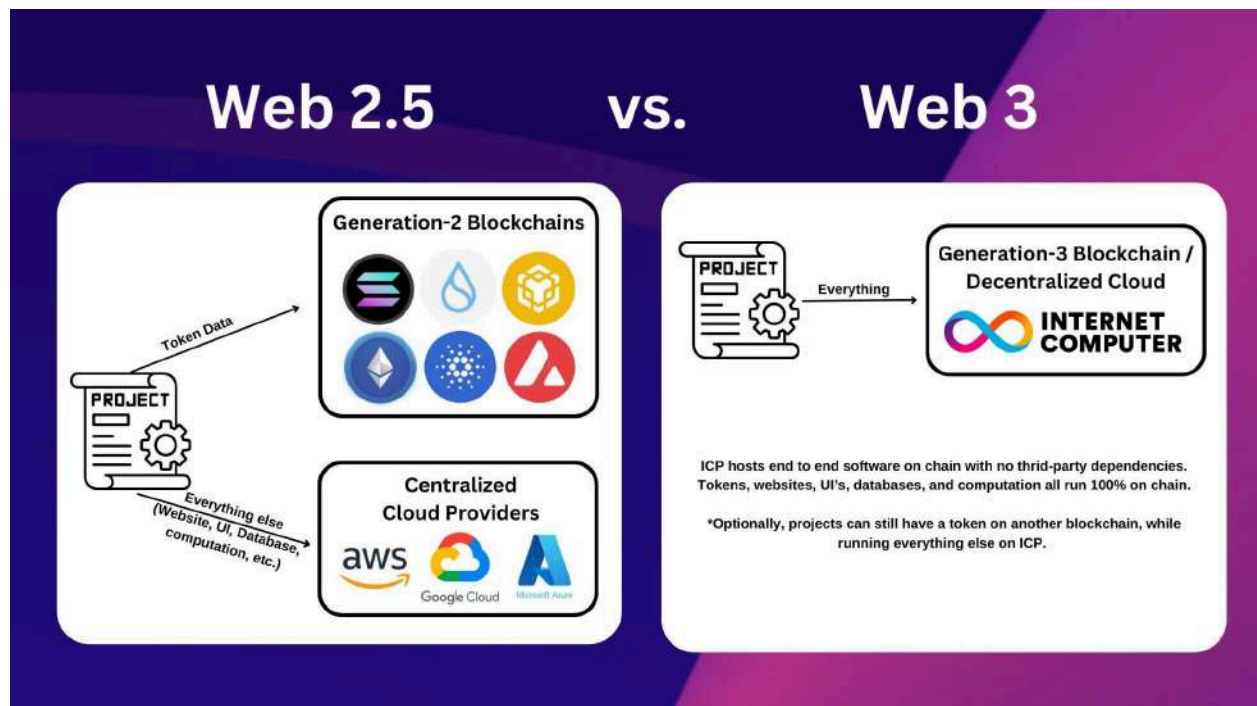 Web 2.5 vs. Web 3
Generation-2 Blockchains
Token Data
PROJECT
Everything else
(Website, UI, Database,
computation, etc.)
Centralized
Cloud Providers
aws
Google Cloud
Microsoft Azure
PROJECT
Everything
Generation-3 Blockchain /
Decentralized Cloud
INTERNET
COMPUTER
ICP hosts end to end software on chain with no thrid-party dependencies.
Tokens, websites, UI's, databases, and computation all run 100% on chain.
*Optionally, projects can still have a token on another blockchain, while
running everything else on ICP.